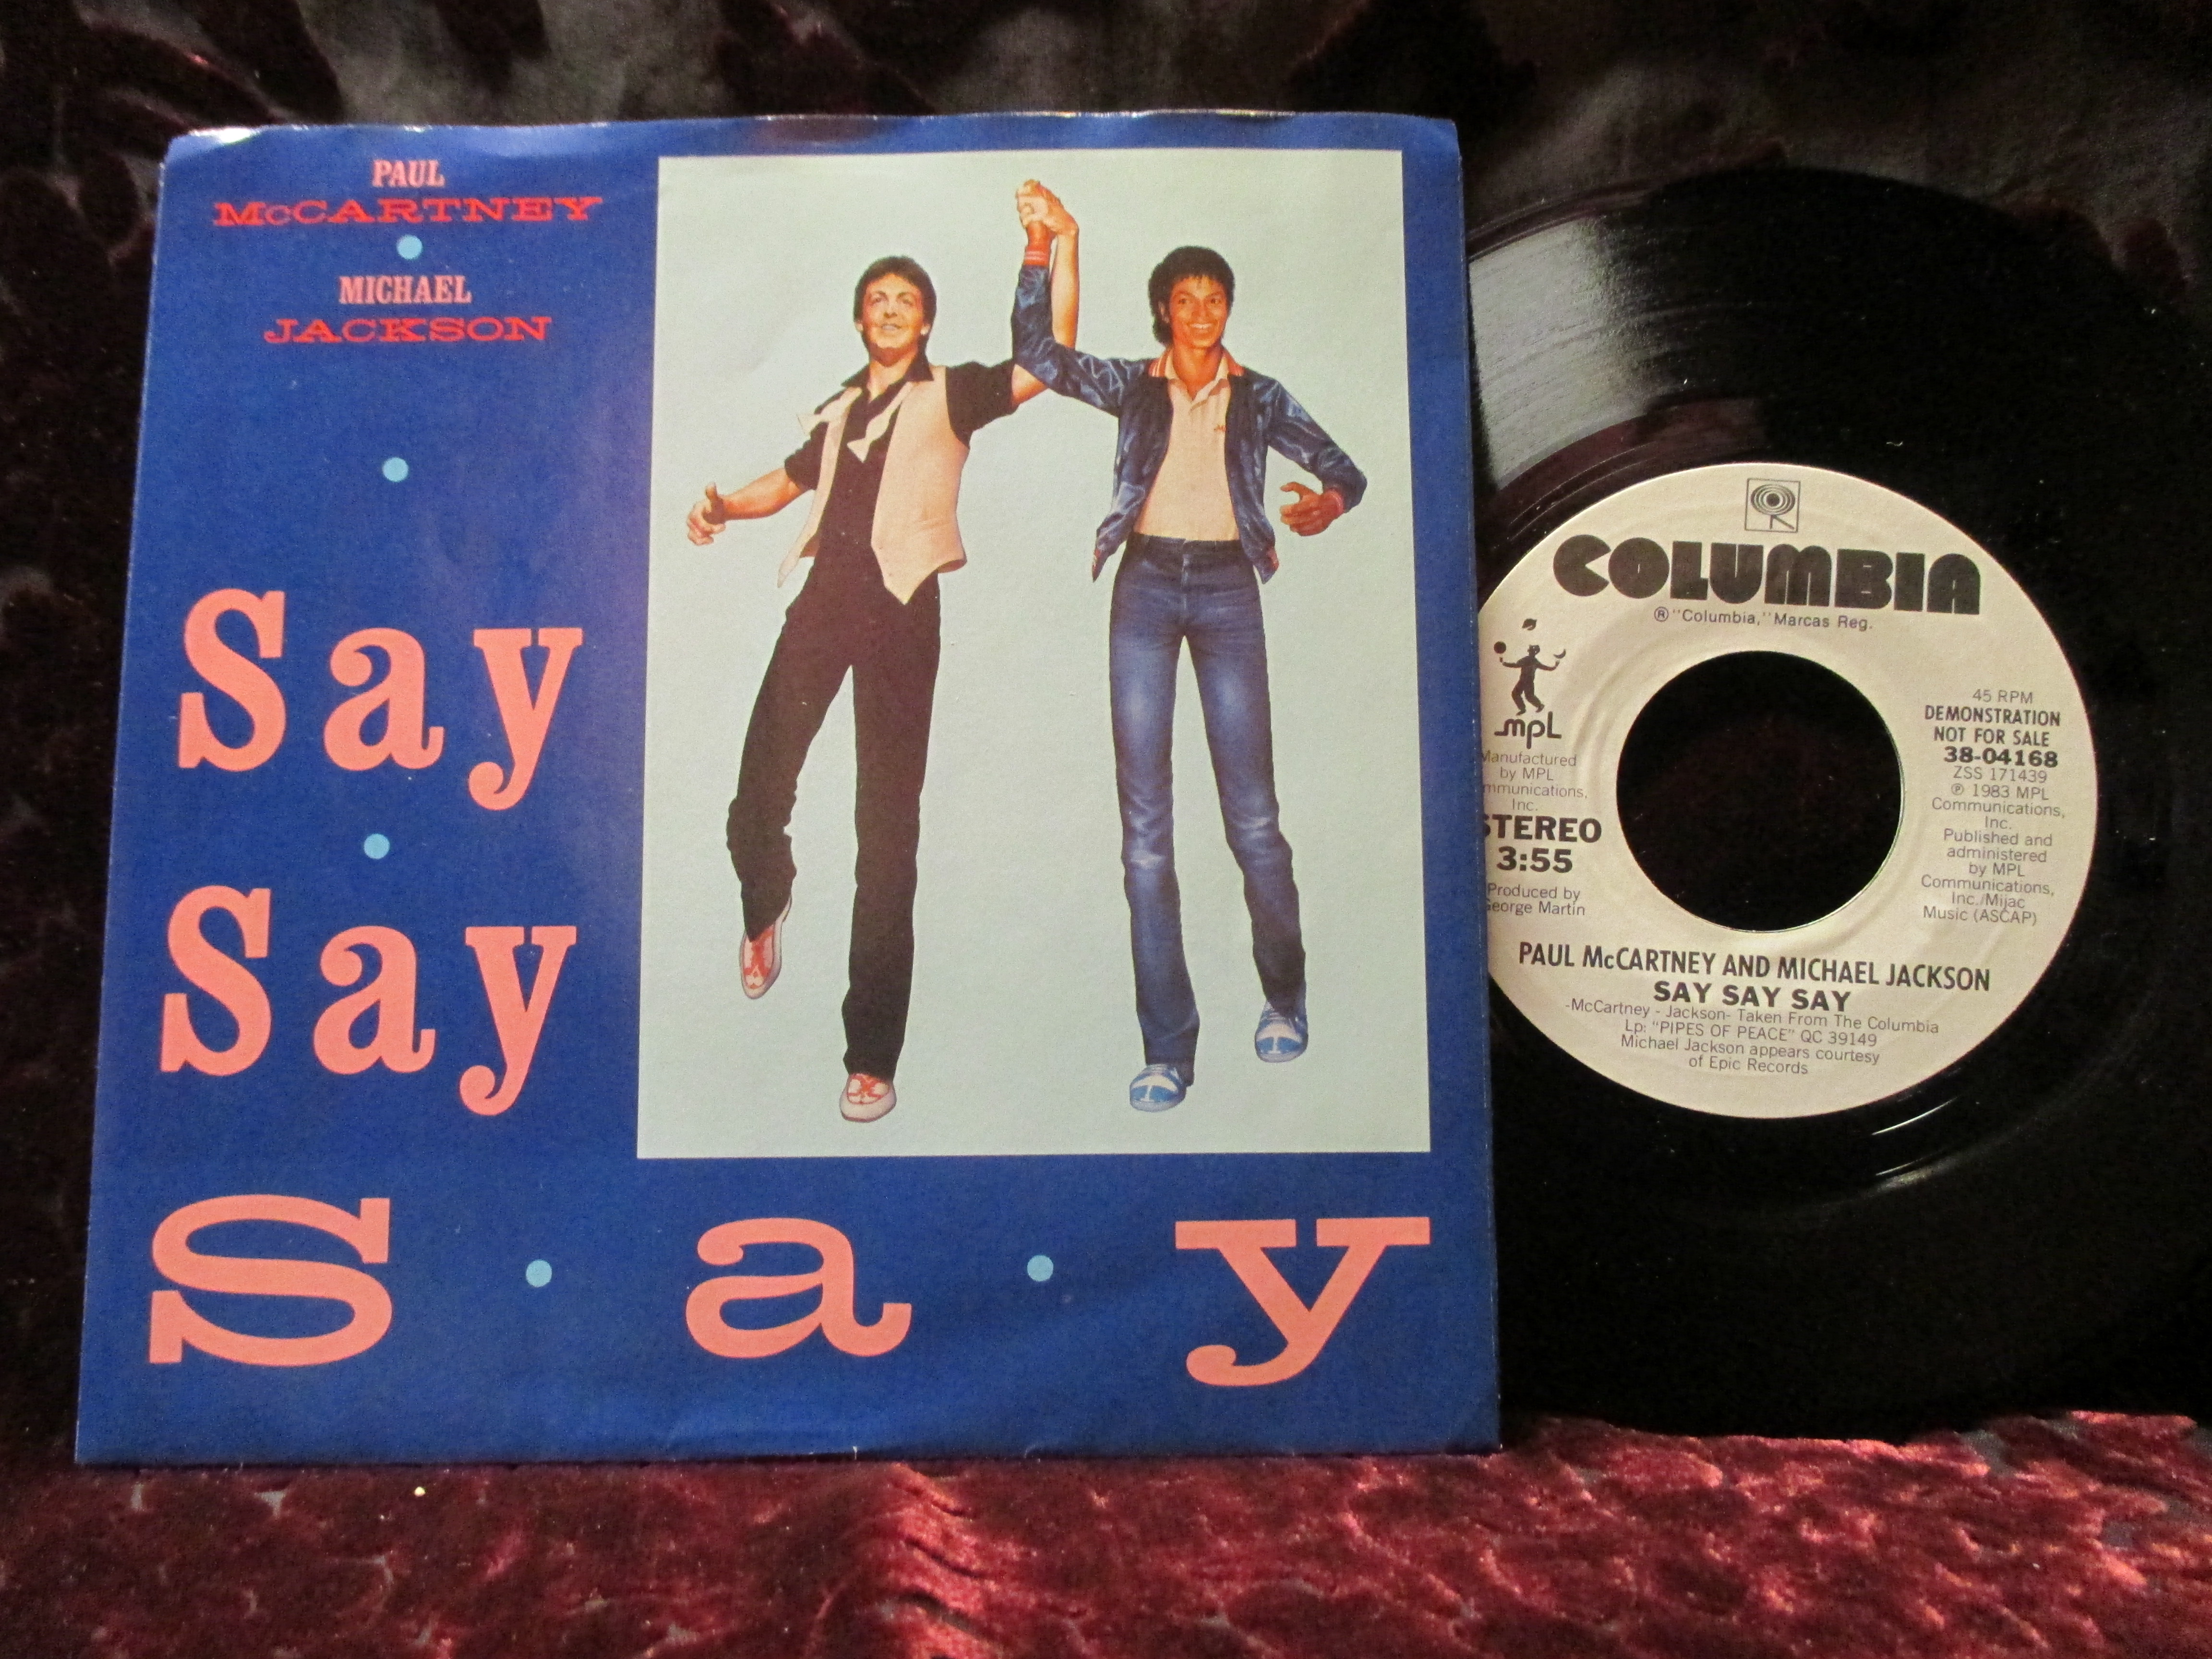 PAUL
McCARTNEY
MICHAEL
JACKSON
Say
Say
Say
COLUMBIA
® "Columbia," Marcas Reg.
mpL
Manufactured
by MPL
mmunications,
Inc.
STEREO
3:55
Produced by
George Martin
45 RPM
DEMONSTRATION
NOT FOR SALE
38-04168
ZSS 171439
℗ 1983 MPL
Communications,
Inc.
Published and
administered
by MPL
Communications,
Inc./Mijac
Music (ASCAP)
PAUL McCARTNEY AND MICHAEL JACKSON
SAY SAY SAY
-McCartney - Jackson- Taken From The Columbia
Lp: "PIPES OF PEACE" QC 39149
Michael Jackson appears courtesy
of Epic Records